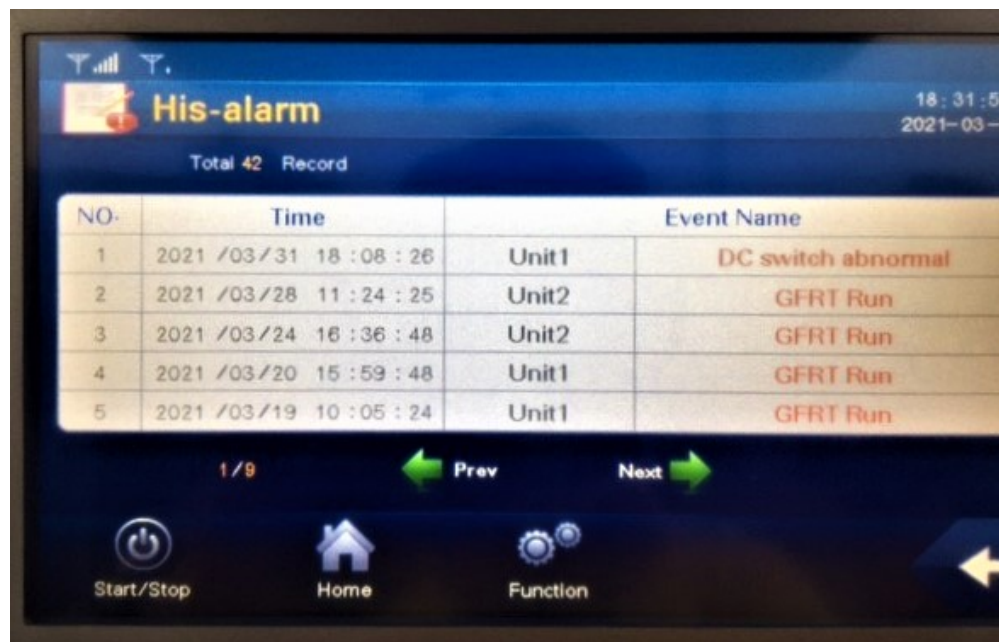 His-alarm
18:31:5
2021-03-
Total 42 Record
NO. Time Event Name
1 2021 /03/31 18:08:26 Unit1 DC switch abnormal
2 2021 /03/28 11:24:25 Unit2 GFRT Run
3 2021 /03/24 16:36:48 Unit2 GFRT Run
4 2021 /03/20 15:59:48 Unit1 GFRT Run
5 2021 /03/19 10:05:24 Unit1 GFRT Run
1/9 Prev Next
Start/Stop Home Function